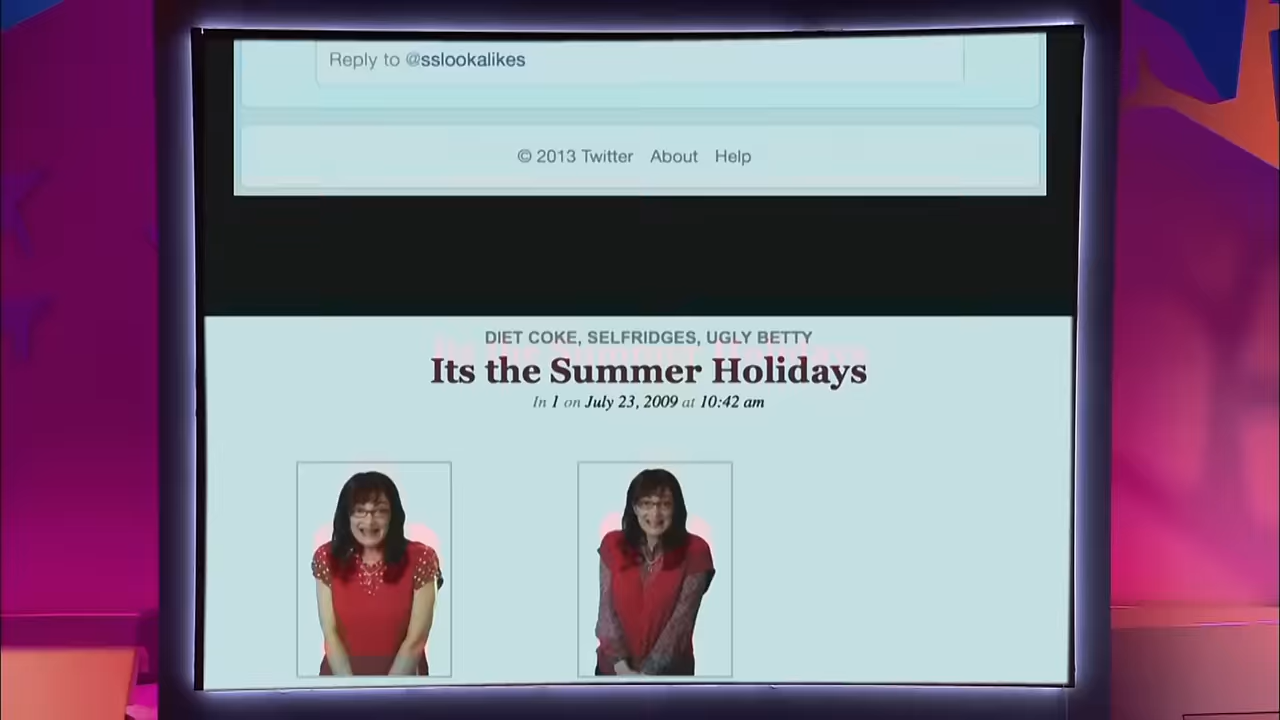 Reply to @sslookalikes
© 2013 Twitter About Help
DIET COKE, SELFRIDGES, UGLY BETTY
Its the Summer Holidays
In 1 on July 23, 2009 at 10:42 am